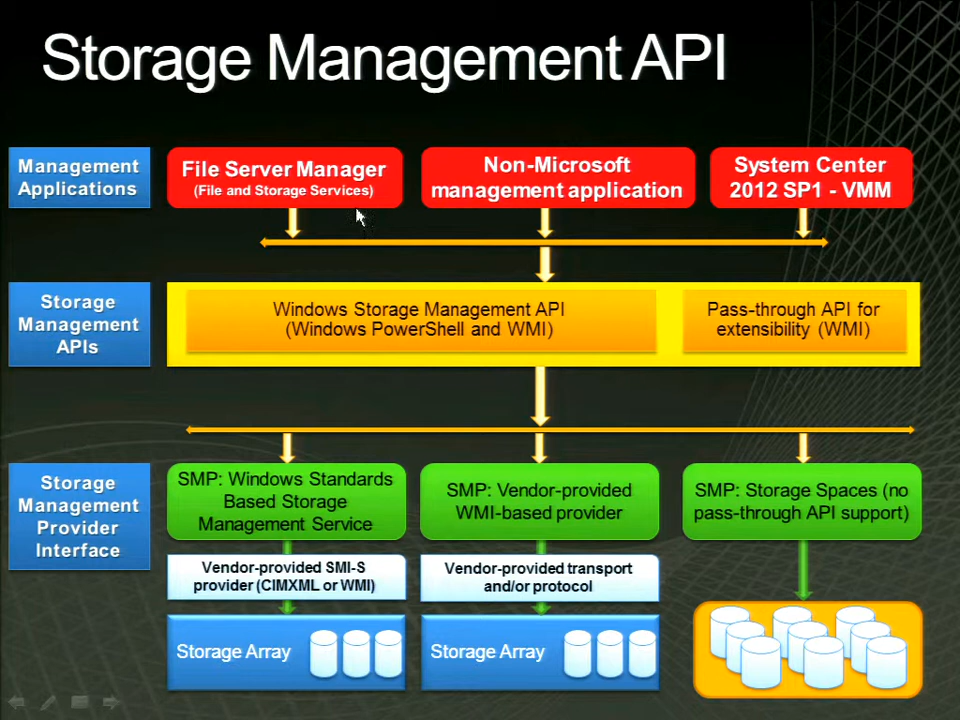 Storage Management API
Management
Applications
File Server Manager
(File and Storage Services)
Non-Microsoft
management application
System Center
2012 SP1 - VMM
Storage
Management
APIs
Windows Storage Management API
(Windows PowerShell and WMI)
Pass-through API for
extensibility (WMI)
Storage
Management
Provider
Interface
SMP: Windows Standards
Based Storage
Management Service
SMP: Vendor-provided
WMI-based provider
SMP: Storage Spaces (no
pass-through API support)
Vendor-provided SMI-S
provider (CIMXML or WMI)
Vendor-provided transport
and/or protocol
Storage Array
Storage Array